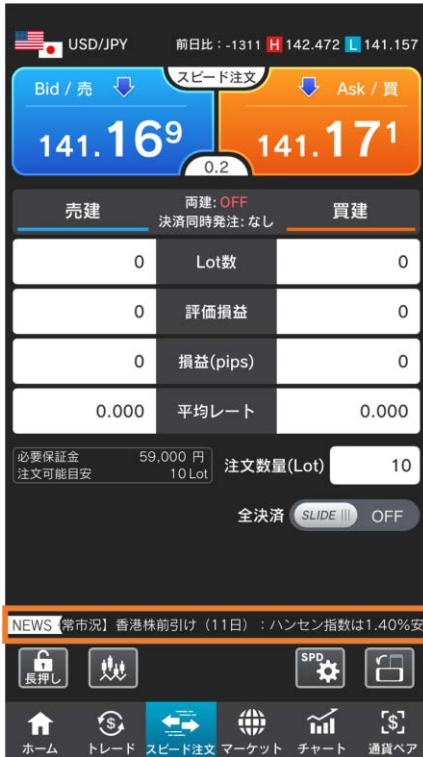 USD/JPY 前日比：-1311 H 142.472 L 141.157
Bid / 売 スピード注文 Ask / 買
141.169 141.171
0.2
売建 両建: OFF 買建
決済同時発注: なし
0 Lot数 0
0 評価損益 0
0 損益(pips) 0
0.000 平均レート 0.000
必要保証金 59,000 円
注文可能目安 10 Lot
注文数量(Lot) 10
全決済 SLIDE OFF
NEWS 常市況】香港株前引け（11日）：ハンセン指数は1.40%安
長押し SPD
ホーム トレード スピード注文 マーケット チャート 通貨ペア